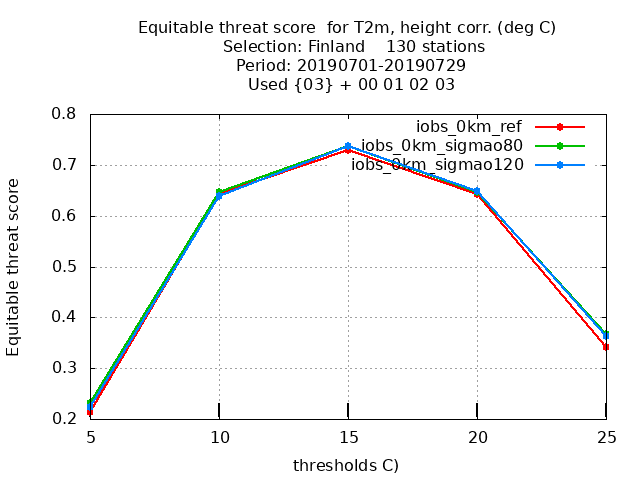 Equitable threat score  for T2m, height corr. (deg C)
Selection: Finland    130 stations
Period: 20190701-20190729
Used {03} + 00 01 02 03
iobs_0km_ref
iobs_0km_sigmao80
iobs_0km_sigmao120
Equitable threat score
0.8
0.7
0.6
0.5
0.4
0.3
0.2
5 10 15 20 25
thresholds C)